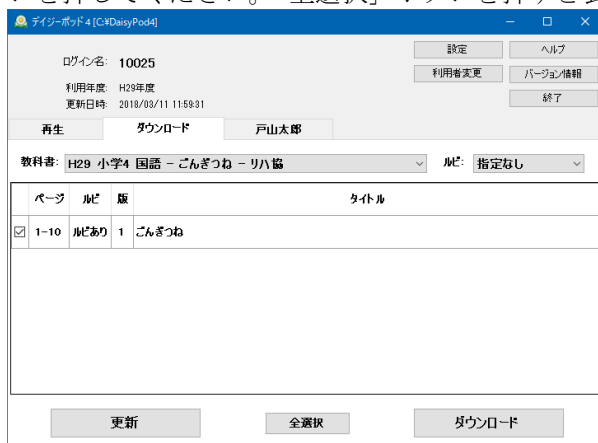 デイジーポッド4 [C:¥DaisyPod4]
設定
ヘルプ
ログイン名: 10025
利用者変更
バージョン情報
利用年度: H29年度
終了
更新日時: 2018/03/11 11:59:31
再生
ダウンロード
戸山太郎
教科書: H29 小学4 国語 - ごんぎつね - リハ協
ルビ: 指定なし
ページ ルビ 版 タイトル
1-10 ルビあり 1 ごんぎつね
更新
全選択
ダウンロード